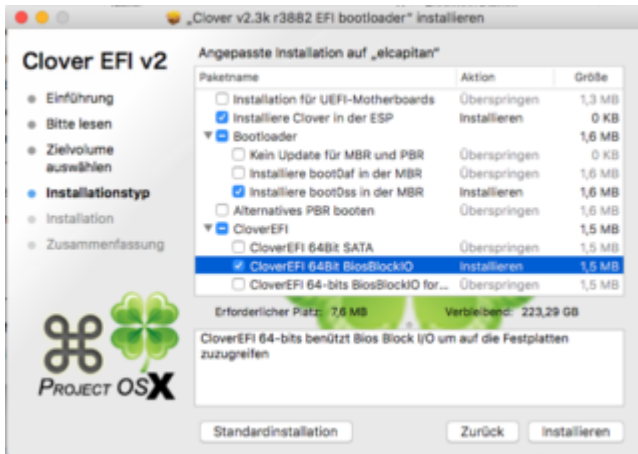 „Clover v2.3k r3882 EFI bootloader“ installieren
Clover EFI v2
Angepasste Installation auf „elcapitan“
Paketname Aktion Größe
Einführung
Bitte lesen
Zielvolume
auswählen
Installationstyp
Installation
Zusammenfassung
Installation für UEFI-Motherboards Überspringen 1,3 MB
Installiere Clover in der ESP Installieren 0 KB
Bootloader 1,6 MB
Kein Update für MBR und PBR Überspringen 0 KB
Installiere boot0af in der MBR Überspringen 1,6 MB
Installiere boot0ss in der MBR Installieren 1,6 MB
Alternatives PBR booten Überspringen 1,6 MB
CloverEFI 1,5 MB
CloverEFI 64Bit SATA Überspringen 1,5 MB
CloverEFI 64Bit BiosBlockIO Installieren 1,5 MB
CloverEFI 64-bits BiosBlockIO for... Überspringen 1,5 MB
Erforderlicher Platz: 7,6 MB Verbleibend: 223,29 GB
CloverEFI 64-bits benützt Bios Block I/O um auf die Festplatten
zuzugreifen
PROJECT OSX
Standardinstallation Zurück Installieren